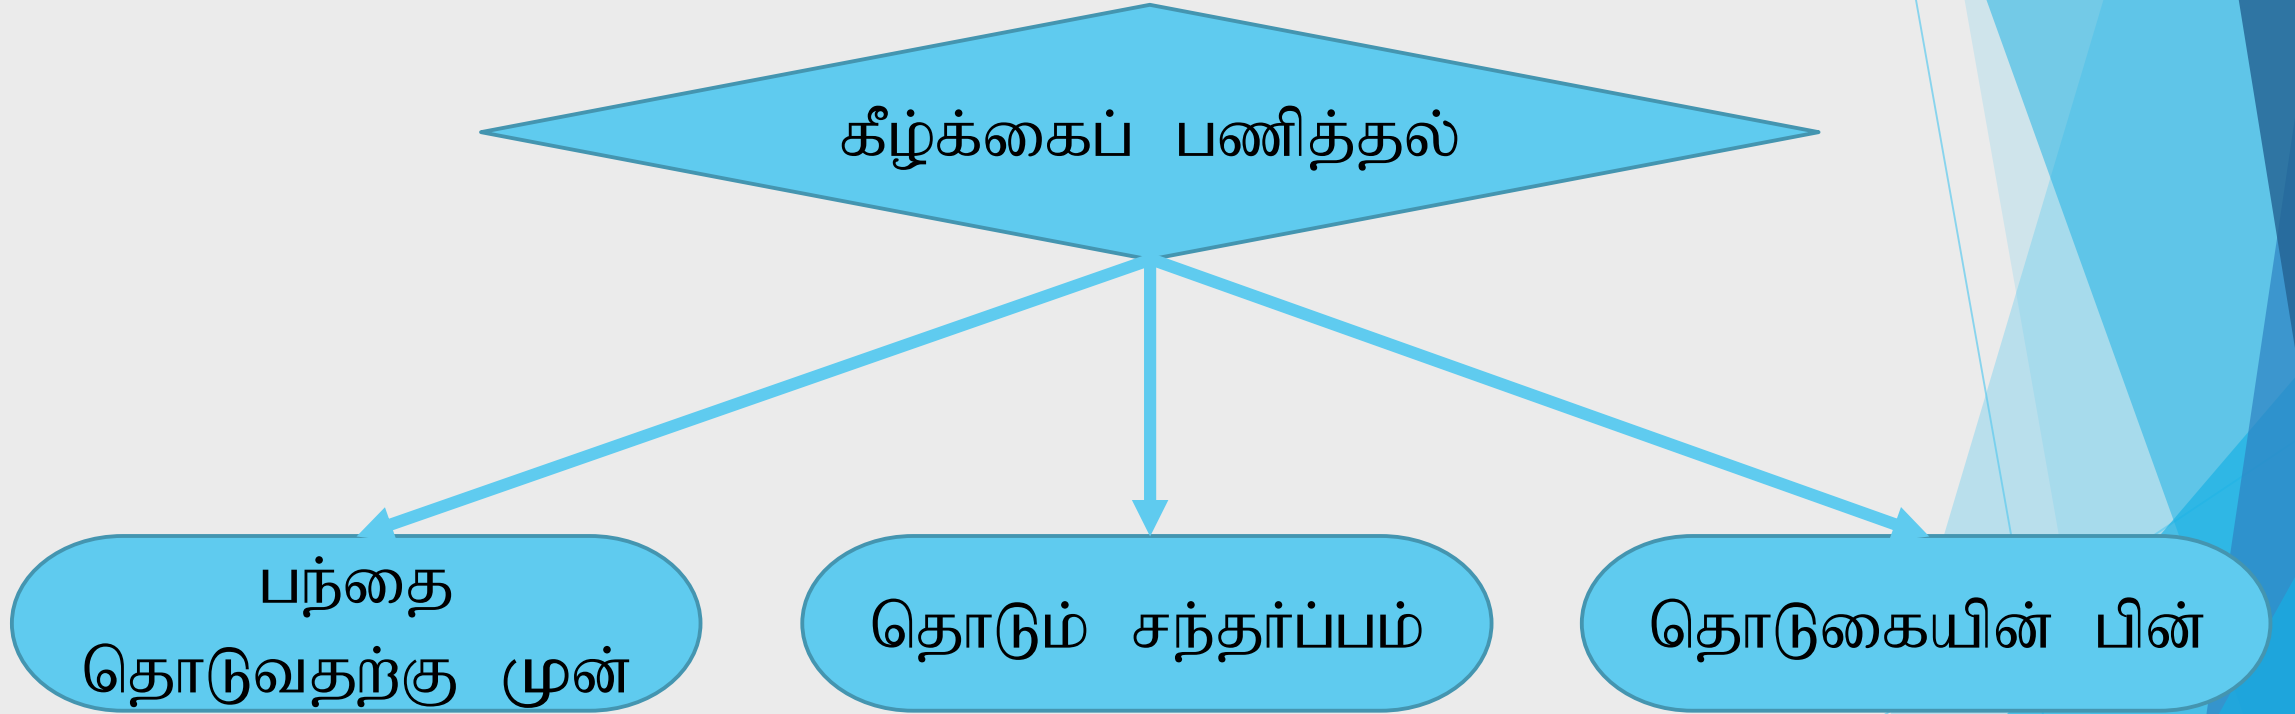 கீழ்க்கைப் பணித்தல்
பந்தை
தொடுவதற்கு முன்
தொடும் சந்தர்ப்பம்
தொடுகையின் பின்